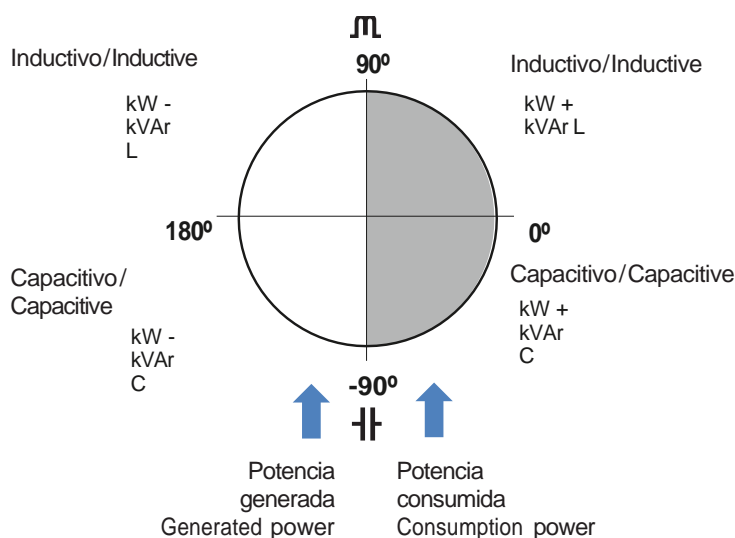 90º
Inductivo/Inductive
kW -
kVAr
L
Inductivo/Inductive
kW +
kVAr L
180º
0º
Capacitivo/
Capacitive
kW -
kVAr
C
Capacitivo/Capacitive
kW +
kVAr
C
-90º
Potencia
generada
Generated power
Potencia
consumida
Consumption power